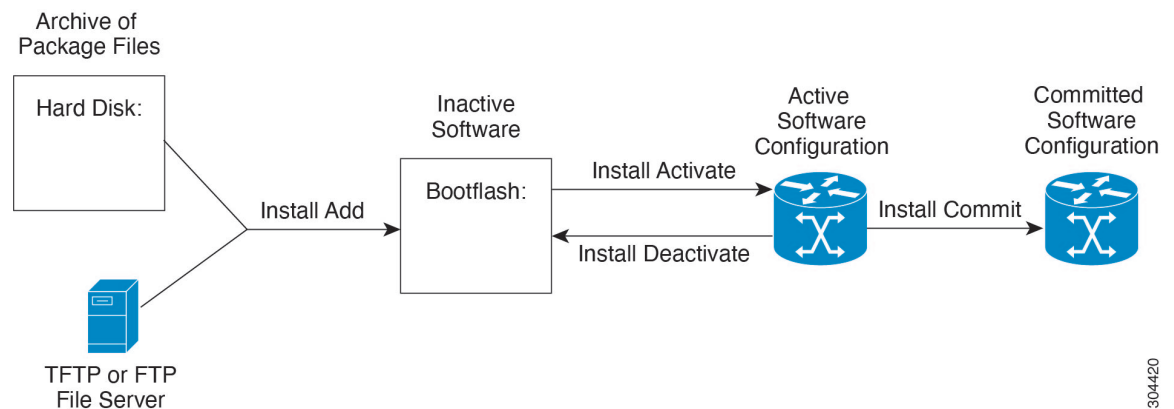 Archive of
Package Files
Hard Disk:
TFTP or FTP
File Server
Install Add
Inactive
Software
Bootflash:
Install Activate
Install Deactivate
Active
Software
Configuration
Install Commit
Committed
Software
Configuration
304420